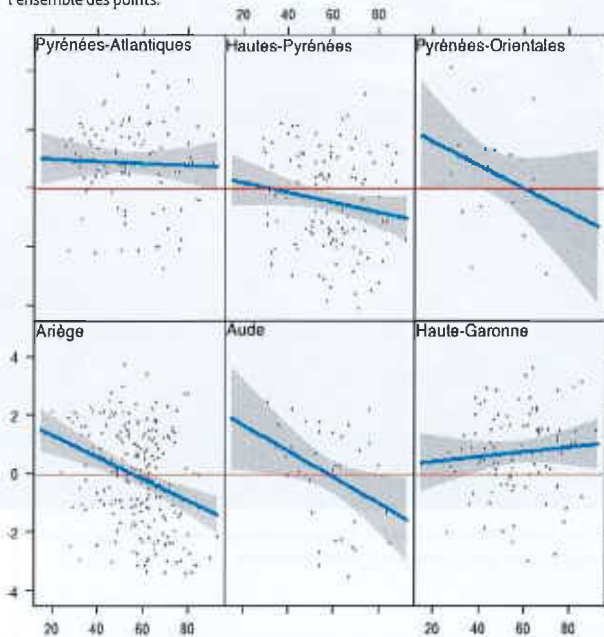 l'ensemble des points.
20 60 80
Pyrénées-Atlantiques Hautes-Pyrénées Pyrénées-Orientales
Ariège Aude Haute-Garonne
4
2
0
-2
-4
20 40 60 80 20 40 60 80